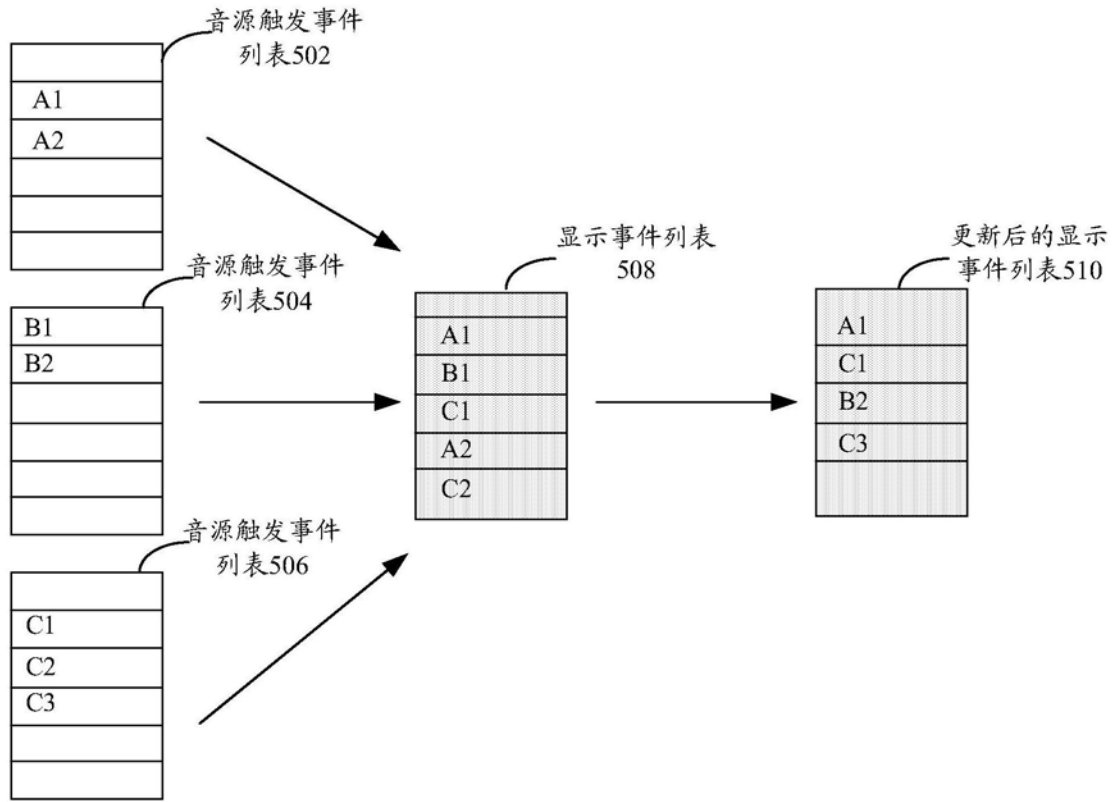 音源触发事件
列表502
A1
A2
音源触发事件
列表504
B1
B2
音源触发事件
列表506
C1
C2
C3
显示事件列表
508
A1
B1
C1
A2
C2
更新后的显示
事件列表510
A1
C1
B2
C3